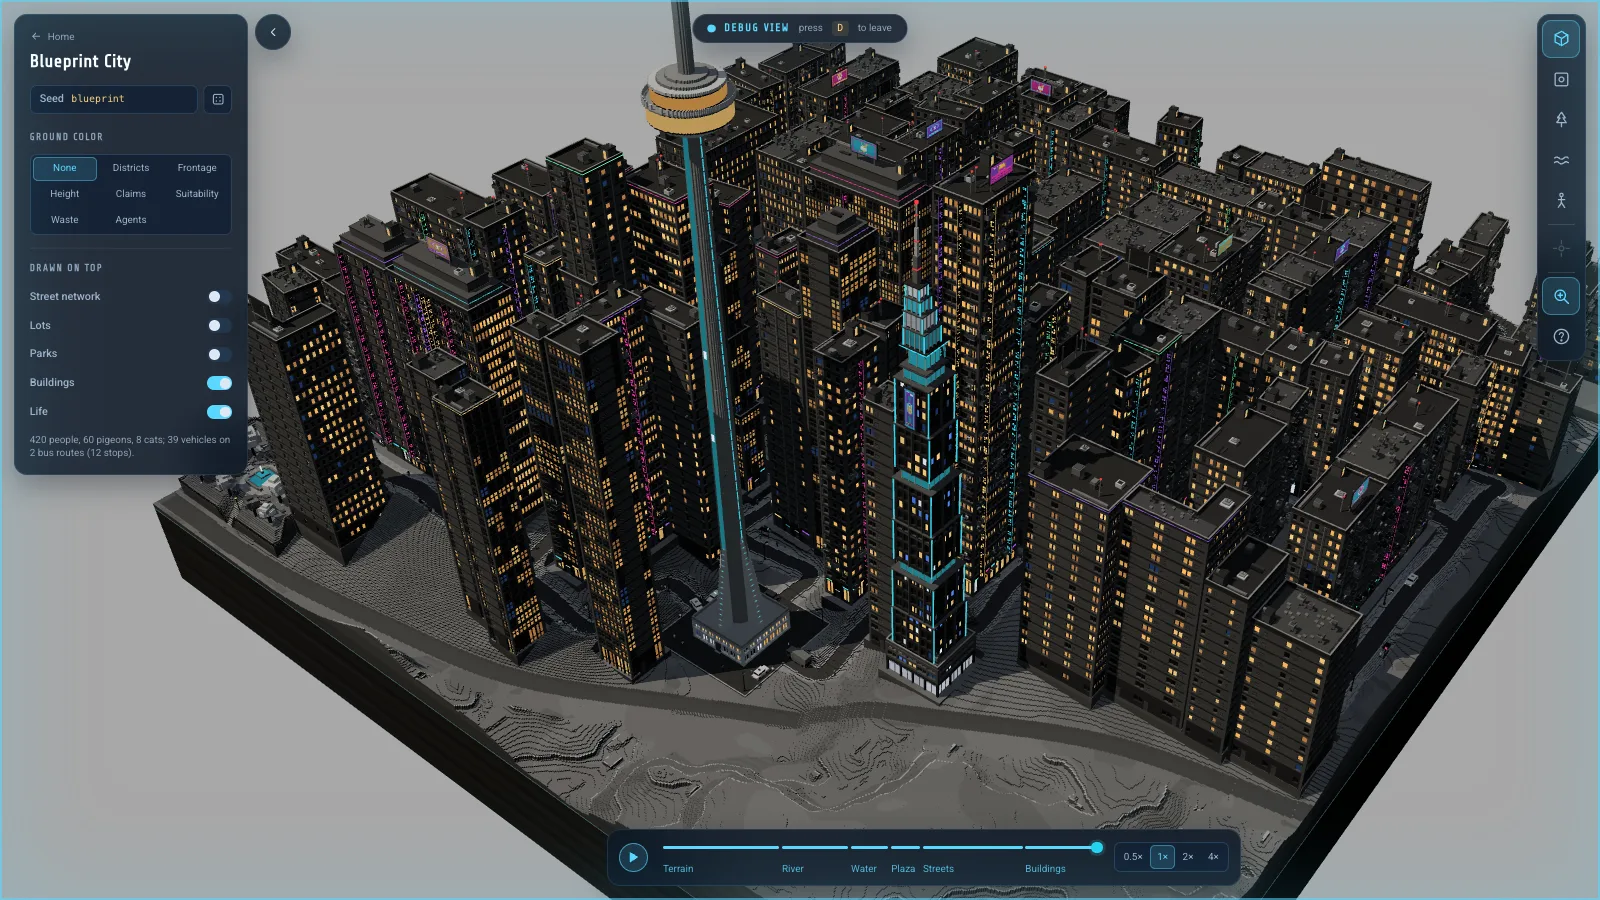 Home
Blueprint City
Seed blueprint
GROUND COLOR
None Districts Frontage
Height Claims Suitability
Waste Agents
DRAWN ON TOP
Street network
Lots
Parks
Buildings
Life
420 people, 60 pigeons, 8 cats; 39 vehicles on
2 bus routes (12 stops).
DEBUG VIEW press D to leave
Terrain River Water Plaza Streets Buildings
0.5× 1× 2× 4×